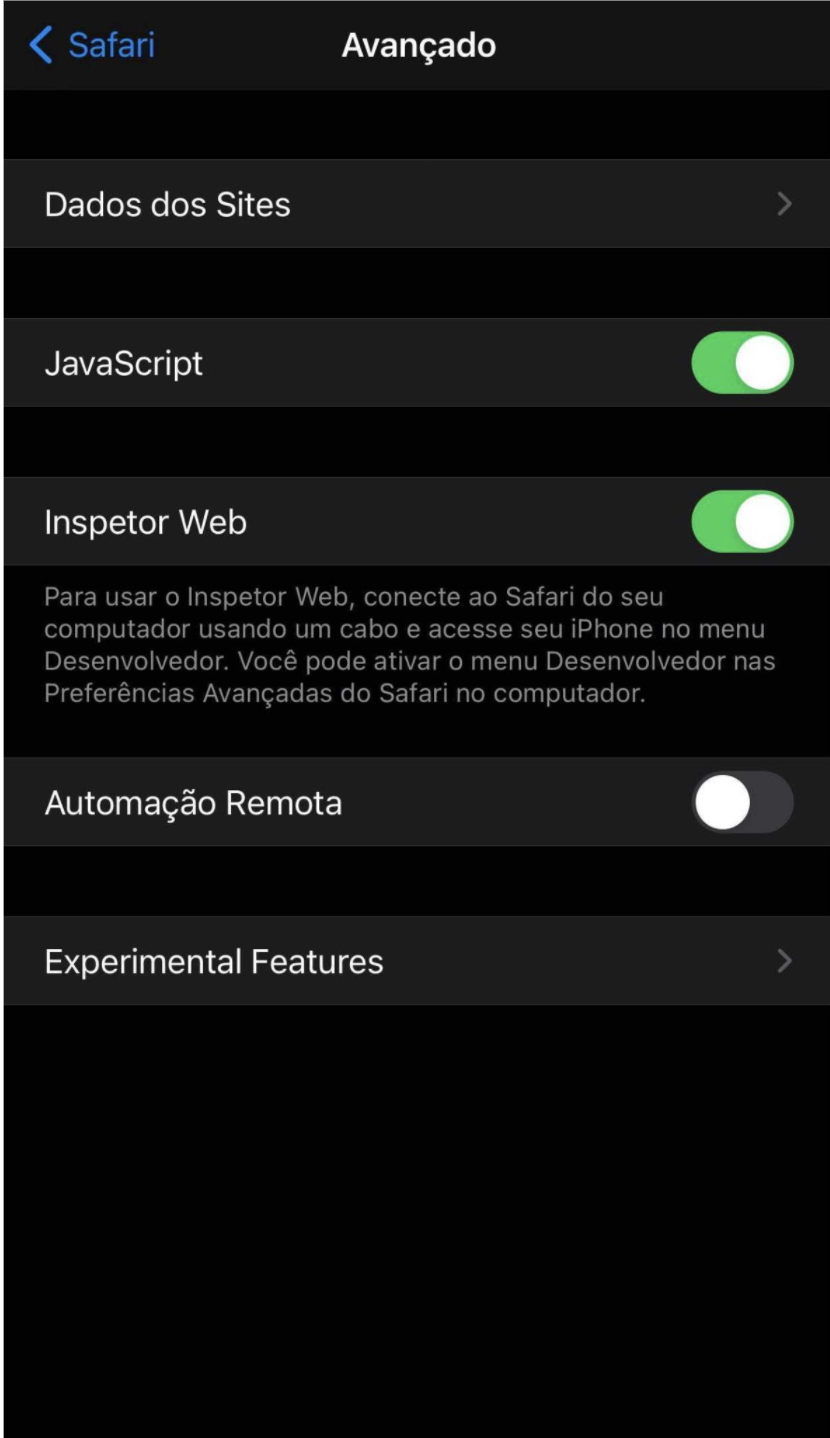 Safari
Avançado
Dados dos Sites
JavaScript
Inspetor Web
Para usar o Inspetor Web, conecte ao Safari do seu
computador usando um cabo e acesse seu iPhone no menu
Desenvolvedor. Você pode ativar o menu Desenvolvedor nas
Preferências Avançadas do Safari no computador.
Automação Remota
Experimental Features